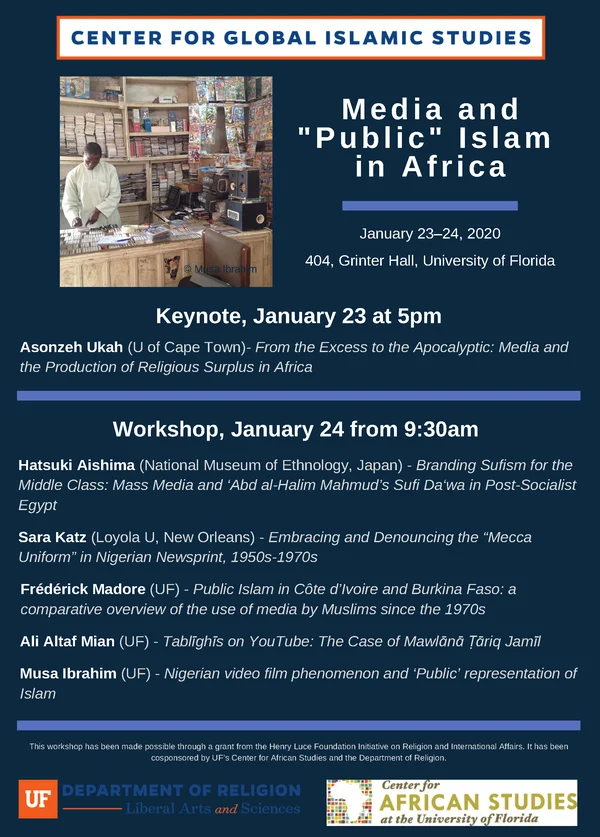 CENTER FOR GLOBAL ISLAMIC STUDIES
Media and
"Public" Islam
in Africa
January 23–24, 2020
404, Grinter Hall, University of Florida
© Musa Ibrahim
Keynote, January 23 at 5pm
Asonzeh Ukah (U of Cape Town)- From the Excess to the Apocalyptic: Media and
the Production of Religious Surplus in Africa
Workshop, January 24 from 9:30am
Hatsuki Aishima (National Museum of Ethnology, Japan) - Branding Sufism for the
Middle Class: Mass Media and ‘Abd al-Halim Mahmud’s Sufi Da‘wa in Post-Socialist
Egypt
Sara Katz (Loyola U, New Orleans) - Embracing and Denouncing the “Mecca
Uniform” in Nigerian Newsprint, 1950s-1970s
Frédérick Madore (UF) - Public Islam in Côte d’Ivoire and Burkina Faso: a
comparative overview of the use of media by Muslims since the 1970s
Ali Altaf Mian (UF) - Tablīghīs on YouTube: The Case of Mawlānā Ṭāriq Jamīl
Musa Ibrahim (UF) - Nigerian video film phenomenon and ‘Public’ representation of
Islam
This workshop has been made possible through a grant from the Henry Luce Foundation Initiative on Religion and International Affairs. It has been
cosponsored by UF's Center for African Studies and the Department of Religion.
UF DEPARTMENT OF RELIGION
Liberal Arts and Sciences
Center for
AFRICAN STUDIES
at the University of Florida